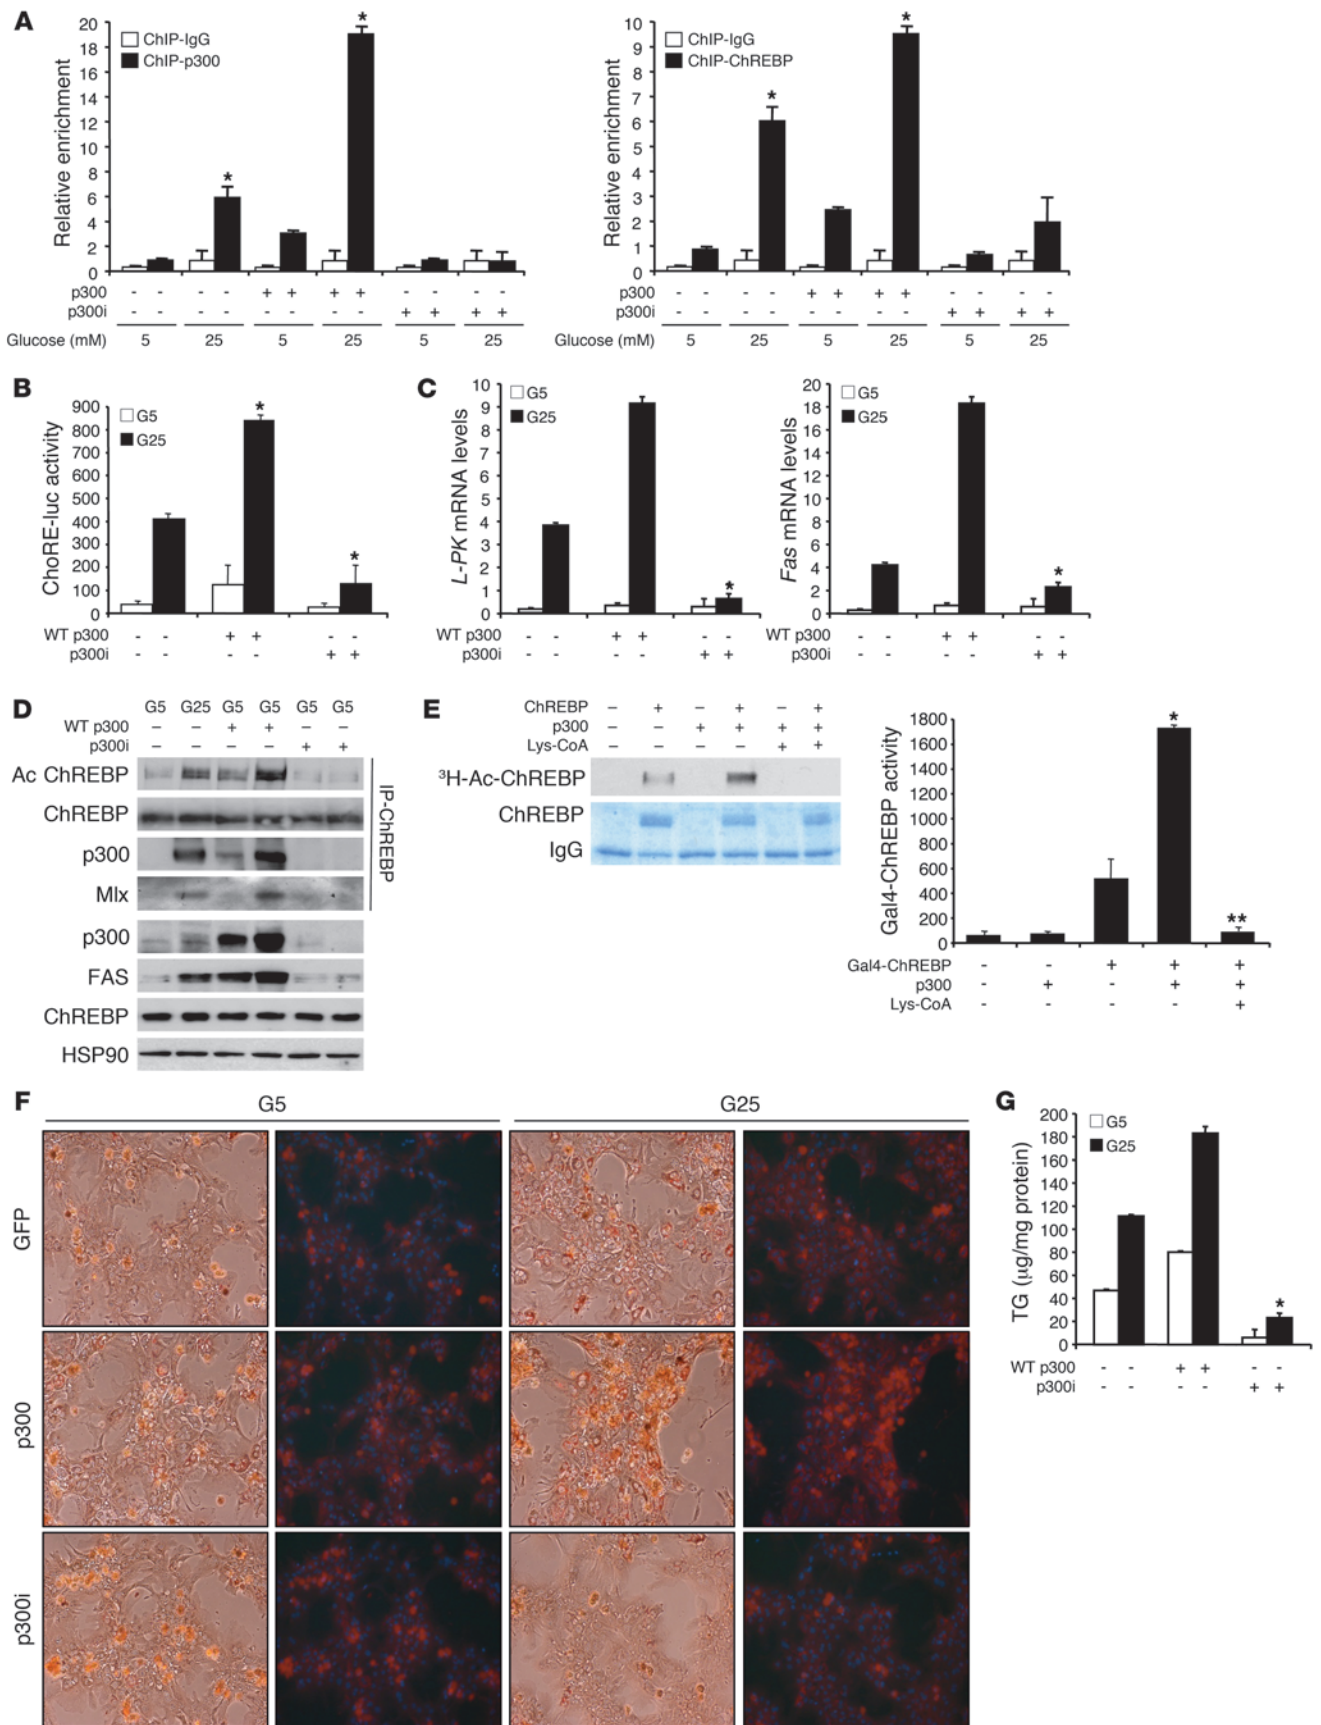 A
Relative enrichment
20
18
16
14
12
10
8
6
4
2
0
ChIP-IgG
ChIP-p300
* *
p300 - - - - + + + + - - - -
p300i - - - - - - - - + + + +
Glucose (mM) 5 25 5 25 5 25
Relative enrichment
10
9
8
7
6
5
4
3
2
1
0
ChIP-IgG
ChIP-ChREBP
* *
p300 - - - - + + + + - - - -
p300i - - - - - - - - + + + +
Glucose (mM) 5 25 5 25 5 25
B
ChoRE-luc activity
900
800
700
600
500
400
300
200
100
0
G5
G25
* *
WT p300 - - + + - -
p300i - - - - + +
C
L-PK mRNA levels
10
9
8
7
6
5
4
3
2
1
0
G5
G25
*
WT p300 - - + + - -
p300i - - - - + +
Fas mRNA levels
20
18
16
14
12
10
8
6
4
2
0
G5
G25
*
WT p300 - - + + - -
p300i - - - - + +
D
G5 G25 G5 G5 G5 G5
WT p300 − − + + − −
p300i − − − − + +
Ac ChREBP
ChREBP
p300
Mlx
IP-ChREBP
p300
FAS
ChREBP
HSP90
E
ChREBP − + − + − +
p300 − − + + + +
Lys-CoA − − − − + +
³H-Ac-ChREBP
ChREBP
IgG
Gal4-ChREBP activity
1800
1600
1400
1200
1000
800
600
400
200
0
* **
Gal4-ChREBP - - + + +
p300 - + - + +
Lys-CoA - - - - +
F
G5 G25
GFP
p300
p300i
G
TG (µg/mg protein)
200
180
160
140
120
100
80
60
40
20
0
G5
G25
*
WT p300 - - + + - -
p300i - - - - + +